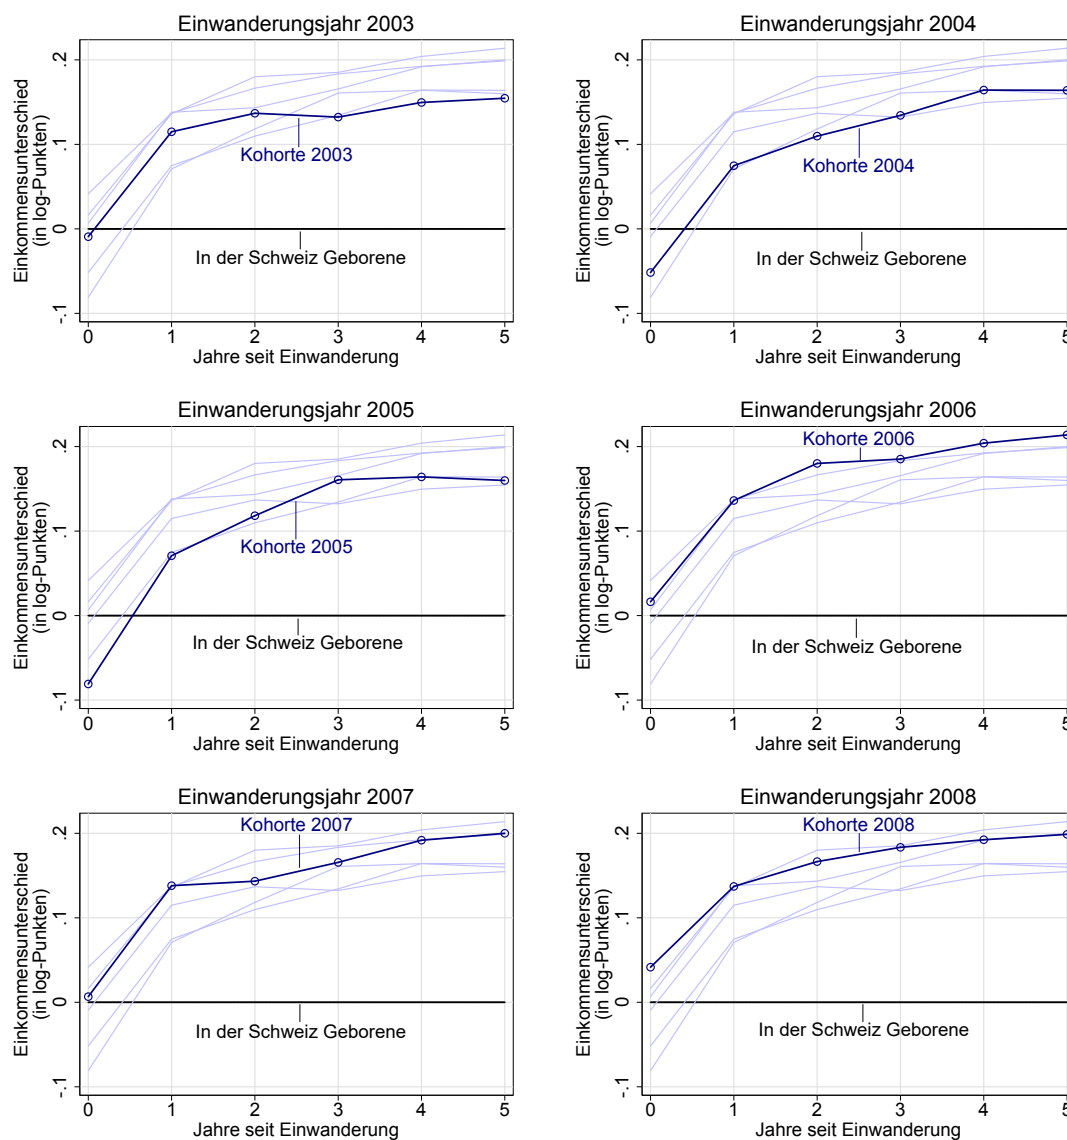 Einwanderungsjahr 2003
Einkommensunterschied
(in log-Punkten)
.2
.1
0
-.1
Kohorte 2003
In der Schweiz Geborene
0 1 2 3 4 5
Jahre seit Einwanderung
Einwanderungsjahr 2004
Einkommensunterschied
(in log-Punkten)
.2
.1
0
-.1
Kohorte 2004
In der Schweiz Geborene
0 1 2 3 4 5
Jahre seit Einwanderung
Einwanderungsjahr 2005
Einkommensunterschied
(in log-Punkten)
.2
.1
0
-.1
Kohorte 2005
In der Schweiz Geborene
0 1 2 3 4 5
Jahre seit Einwanderung
Einwanderungsjahr 2006
Einkommensunterschied
(in log-Punkten)
.2
.1
0
-.1
Kohorte 2006
In der Schweiz Geborene
0 1 2 3 4 5
Jahre seit Einwanderung
Einwanderungsjahr 2007
Einkommensunterschied
(in log-Punkten)
.2
.1
0
-.1
Kohorte 2007
In der Schweiz Geborene
0 1 2 3 4 5
Jahre seit Einwanderung
Einwanderungsjahr 2008
Einkommensunterschied
(in log-Punkten)
.2
.1
0
-.1
Kohorte 2008
In der Schweiz Geborene
0 1 2 3 4 5
Jahre seit Einwanderung